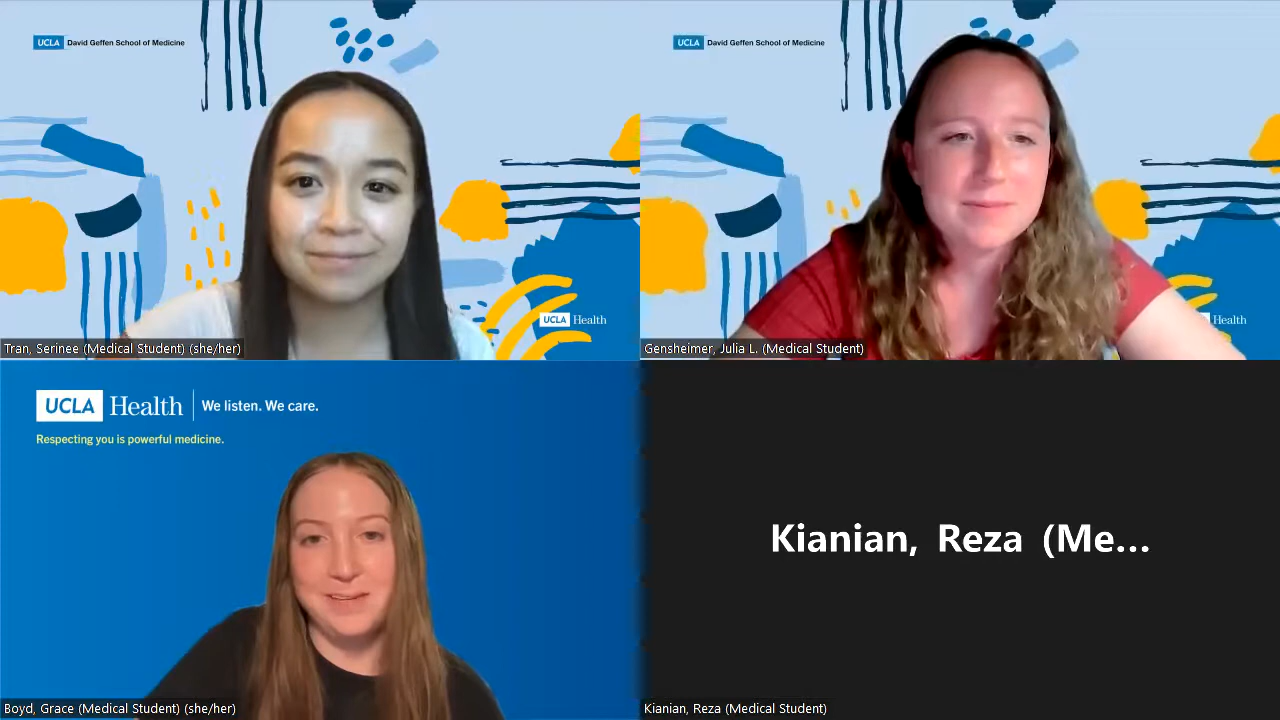 UCLA David Geffen School of Medicine
UCLA David Geffen School of Medicine
UCLA Health
Health
Tran, Serinee (Medical Student) (she/her)
Gensheimer, Julia L. (Medical Student)
UCLA Health We listen. We care.
Respecting you is powerful medicine.
Kianian, Reza (Me...
Boyd, Grace (Medical Student) (she/her)
Kianian, Reza (Medical Student)